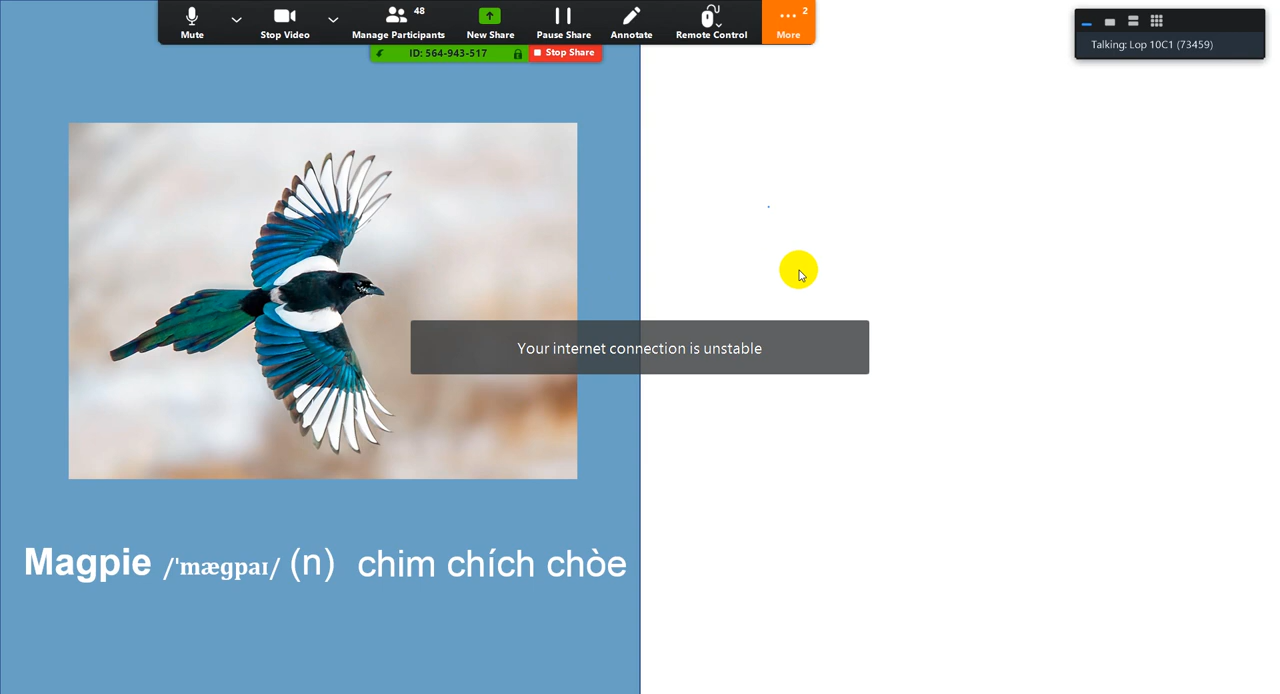 48
2
Mute
Stop Video
Manage Participants
New Share
Pause Share
Annotate
Remote Control
More
ID: 564-943-517
Stop Share
Talking: Lop 10C1 (73459)
Your internet connection is unstable
Magpie /ˈmæɡpaɪ/ (n) chim chích chòe